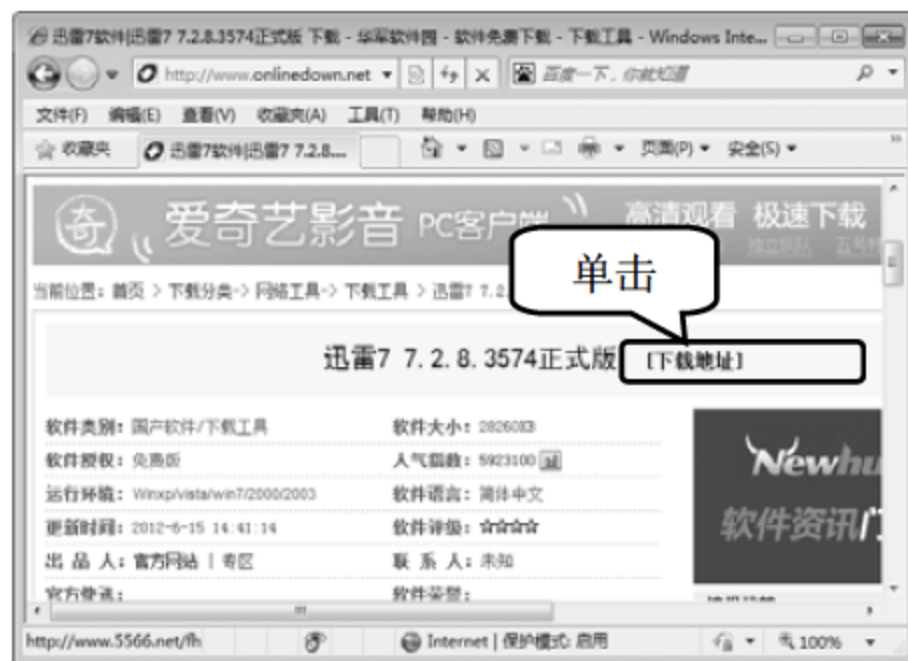 迅雷7软件|迅雷7 7.2.8.3574正式版 下载 - 华军软件园 - 软件免费下载 - 下载工具 - Windows Inte...
http://www.onlinedown.net
百度一下，你就知道
文件(F) 编辑(E) 查看(V) 收藏夹(A) 工具(T) 帮助(H)
收藏夹 迅雷7软件|迅雷7 7.2.8.... 页面(P) 安全(S)
奇 爱奇艺影音 PC客户端 高清观看 极速下载
单击
当前位置: 首页 > 下载分类-> 网络工具-> 下载工具 > 迅雷7 7.2
迅雷7 7.2.8.3574正式版 [下载地址]
软件类别: 国产软件/下载工具 软件大小: 28260KB
软件授权: 免费版 人气指数: 5923100
运行环境: Winxp/vista/win7/2000/2003 软件语言: 简体中文
更新时间: 2012-6-15 14:41:14 软件评级: ☆☆☆☆
出 品 人: 官方网站 | 专区 联 系 人: 未知
软件荣誉:
Newhu
软件资讯门
http://www.5566.net/fh Internet | 保护模式: 启用 100%